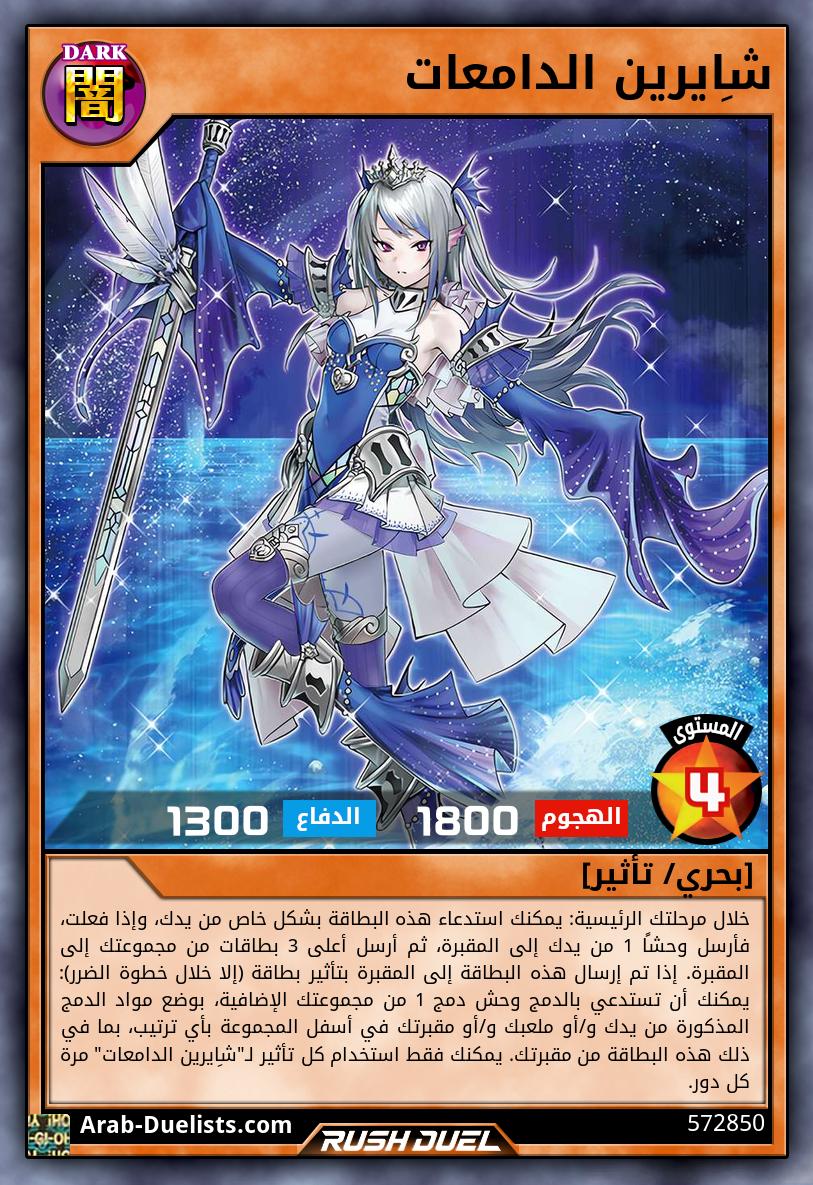 DARK
闇
شاِيرين الدامعات
المستوى
4
الهجوم 1800 الدفاع 1300
[بحري/ تأثير]
خلال مرحلتك الرئيسية: يمكنك استدعاء هذه البطاقة بشكل خاص من يدك، وإذا فعلت،
فأرسل وحشاً 1 من يدك إلى المقبرة، ثم أرسل أعلى 3 بطاقات من مجموعتك إلى
المقبرة. إذا تم إرسال هذه البطاقة إلى المقبرة بتأثير بطاقة (إلا خلال خطوة الضرر):
يمكنك أن تستدعي بالدمج وحش دمج 1 من مجموعتك الإضافية، بوضع مواد الدمج
المذكورة من يدك و/أو ملعبك و/أو مقبرتك في أسفل المجموعة بأي ترتيب، بما في
ذلك هذه البطاقة من مقبرتك. يمكنك فقط استخدام كل تأثير لـ"شاِيرين الدامعات" مرة
كل دور.
Arab-Duelists.com
RUSH DUEL
572850